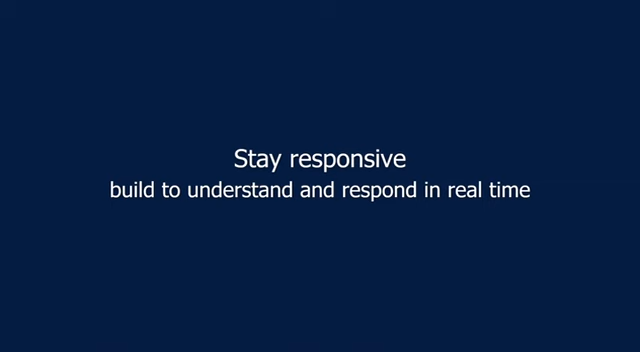 Stay responsive
build to understand and respond in real time